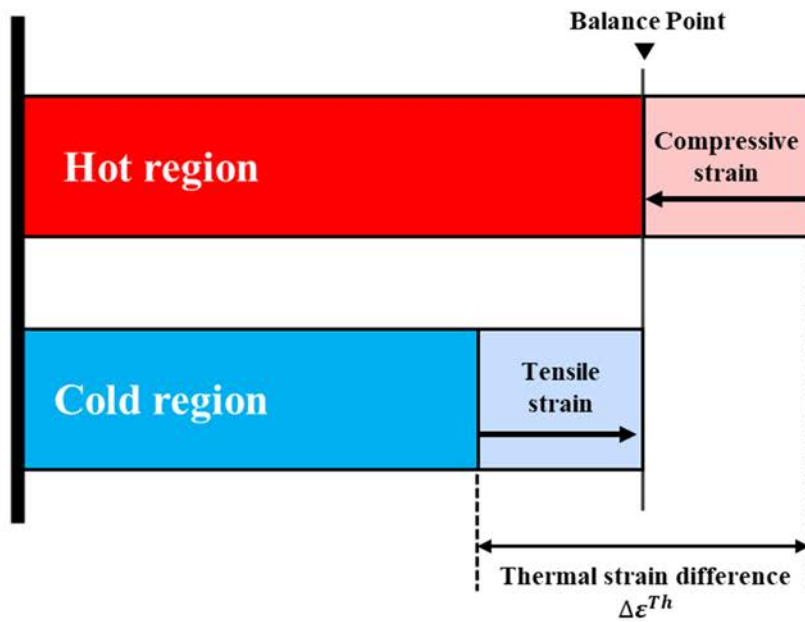 Balance Point
Hot region
Compressive
strain
Cold region
Tensile
strain
Thermal strain difference
Δε^Th